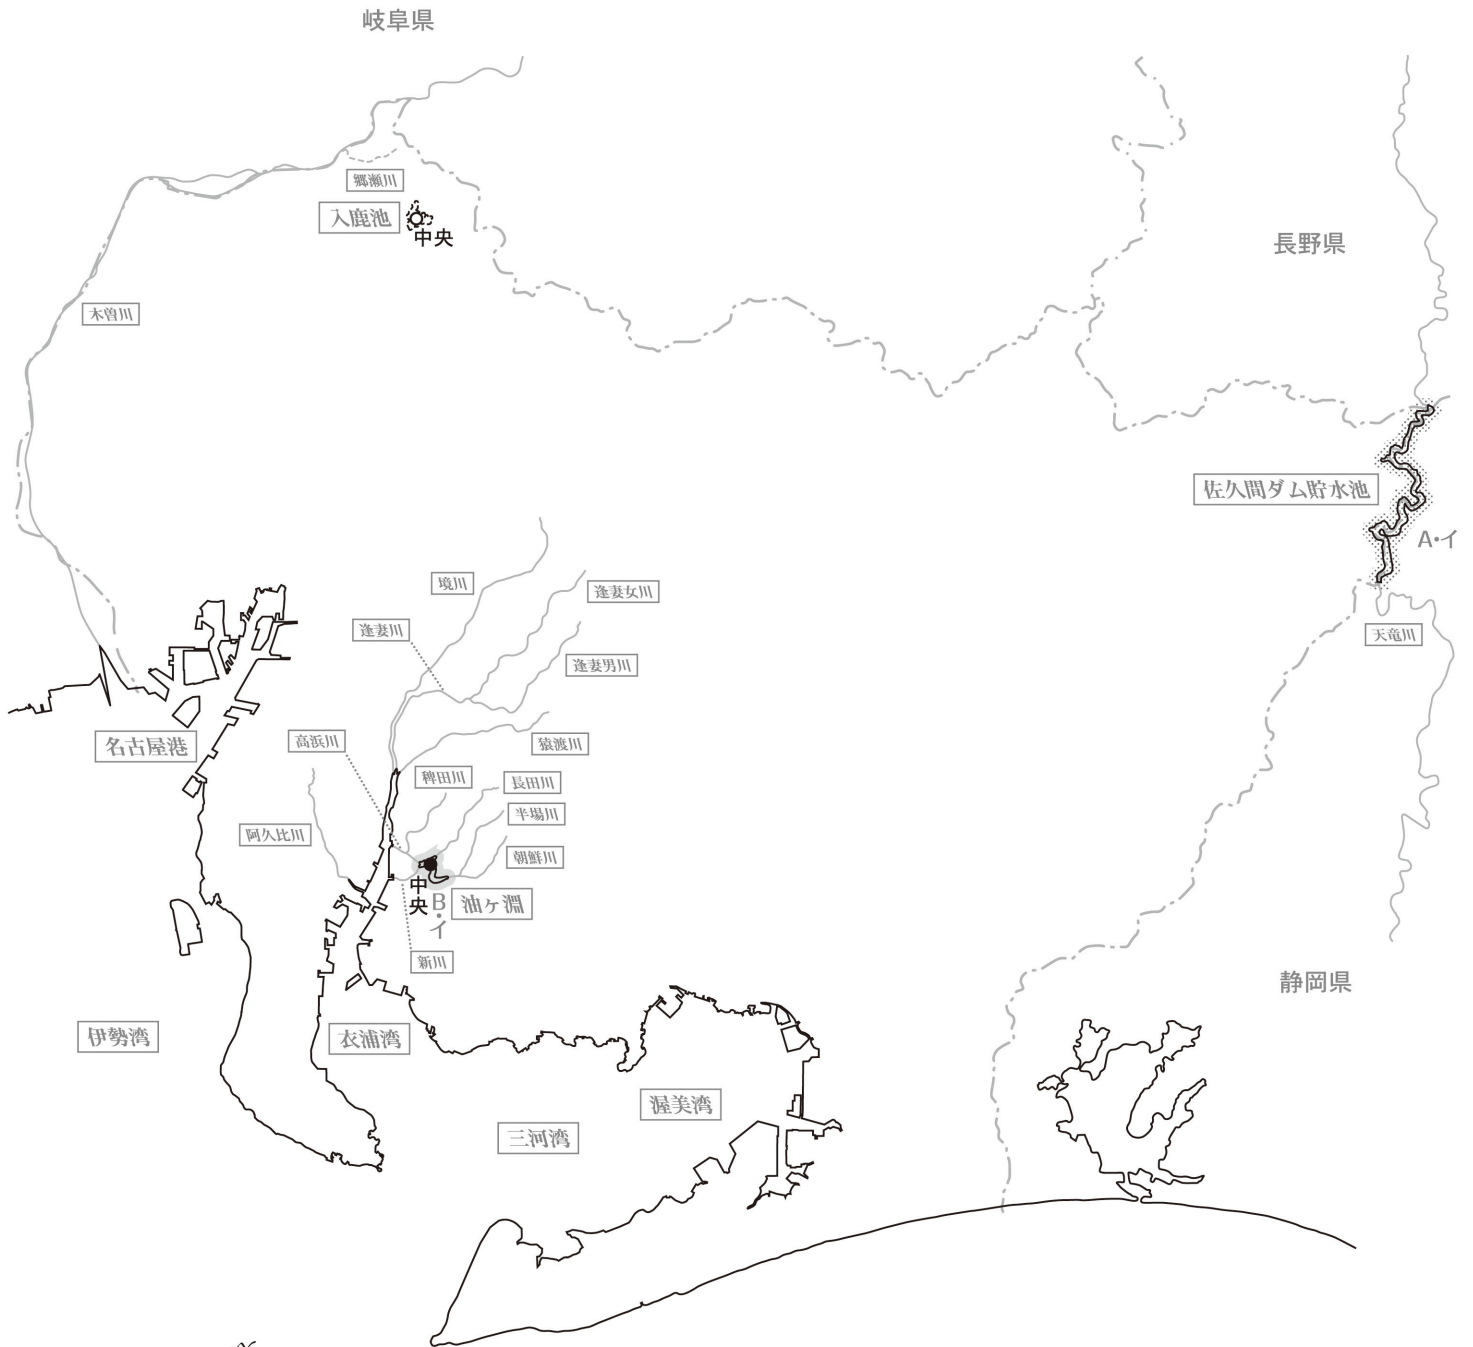 岐阜県
郷瀬川
入鹿池
中央
長野県
木曽川
佐久間ダム貯水池
A・イ
境川
逢妻女川
逢妻川
天竜川
逢妻男川
名古屋港
高浜川
猿渡川
稗田川
長田川
半場川
阿久比川
朝鮮川
中央
B・イ
油ヶ淵
新川
静岡県
伊勢湾
衣浦湾
渥美湾
三河湾